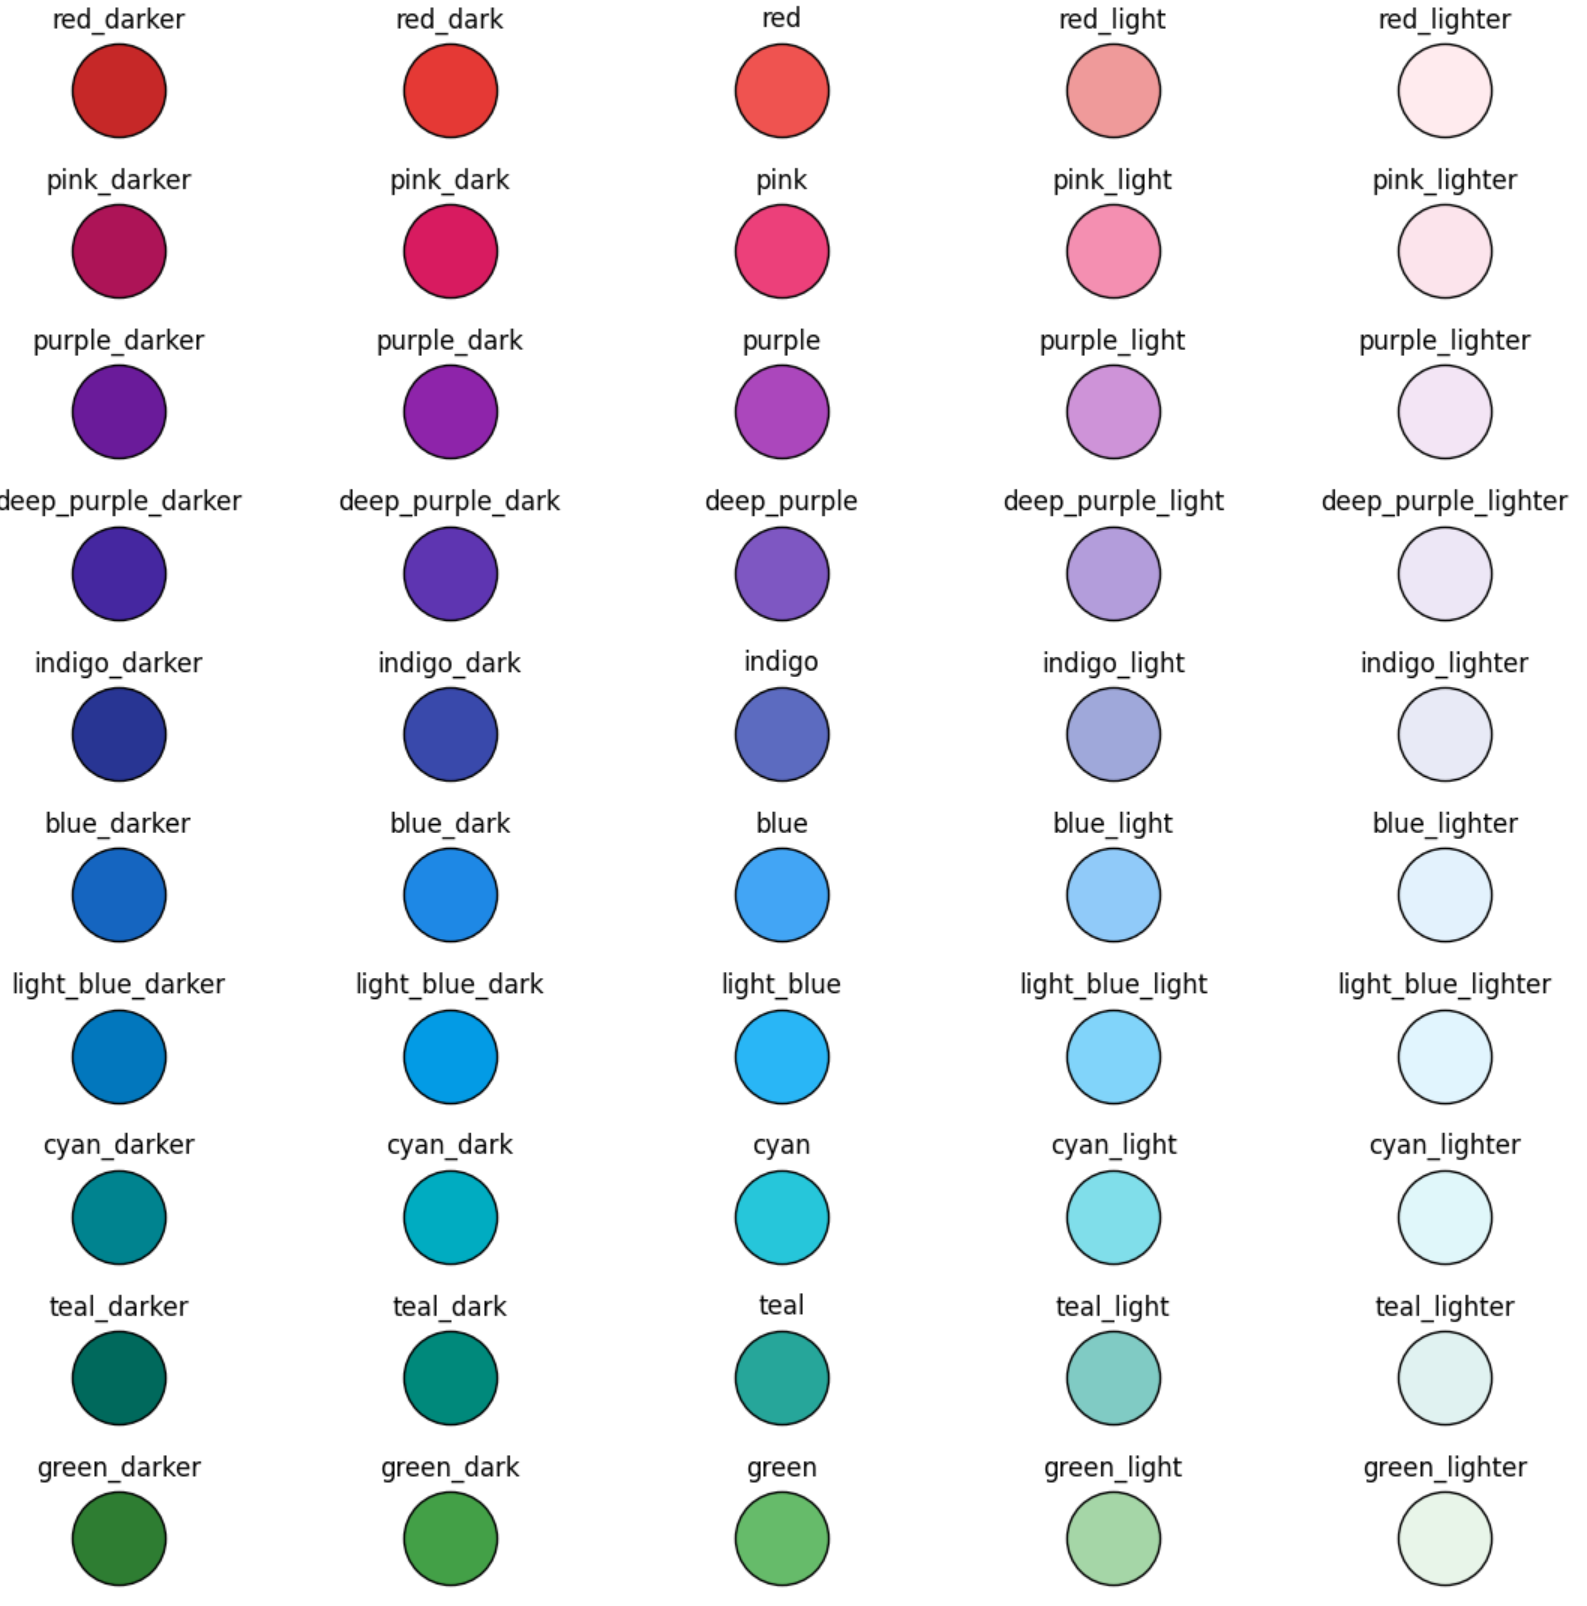 red_darker red_dark red red_light red_lighter
pink_darker pink_dark pink pink_light pink_lighter
purple_darker purple_dark purple purple_light purple_lighter
deep_purple_darker deep_purple_dark deep_purple deep_purple_light deep_purple_lighter
indigo_darker indigo_dark indigo indigo_light indigo_lighter
blue_darker blue_dark blue blue_light blue_lighter
light_blue_darker light_blue_dark light_blue light_blue_light light_blue_lighter
cyan_darker cyan_dark cyan cyan_light cyan_lighter
teal_darker teal_dark teal teal_light teal_lighter
green_darker green_dark green green_light green_lighter